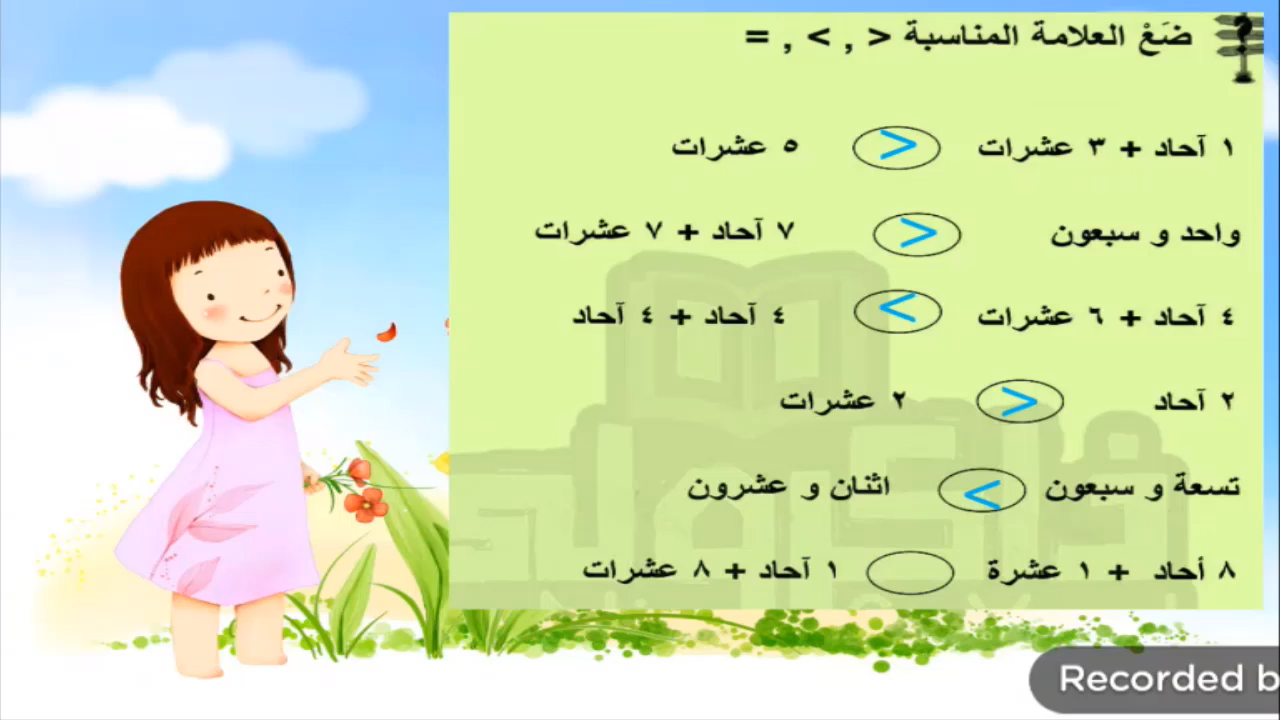 ضَعْ العلامة المناسبة < , > , =
١ آحاد + ٣ عشرات < ٥ عشرات
واحد و سبعون < ٧ آحاد + ٧ عشرات
٤ آحاد + ٦ عشرات > ٤ آحاد + ٤ آحاد
٢ آحاد < ٢ عشرات
تسعة و سبعون > اثنان و عشرون
٨ أحاد + ١ عشرة ١ آحاد + ٨ عشرات
Recorded b